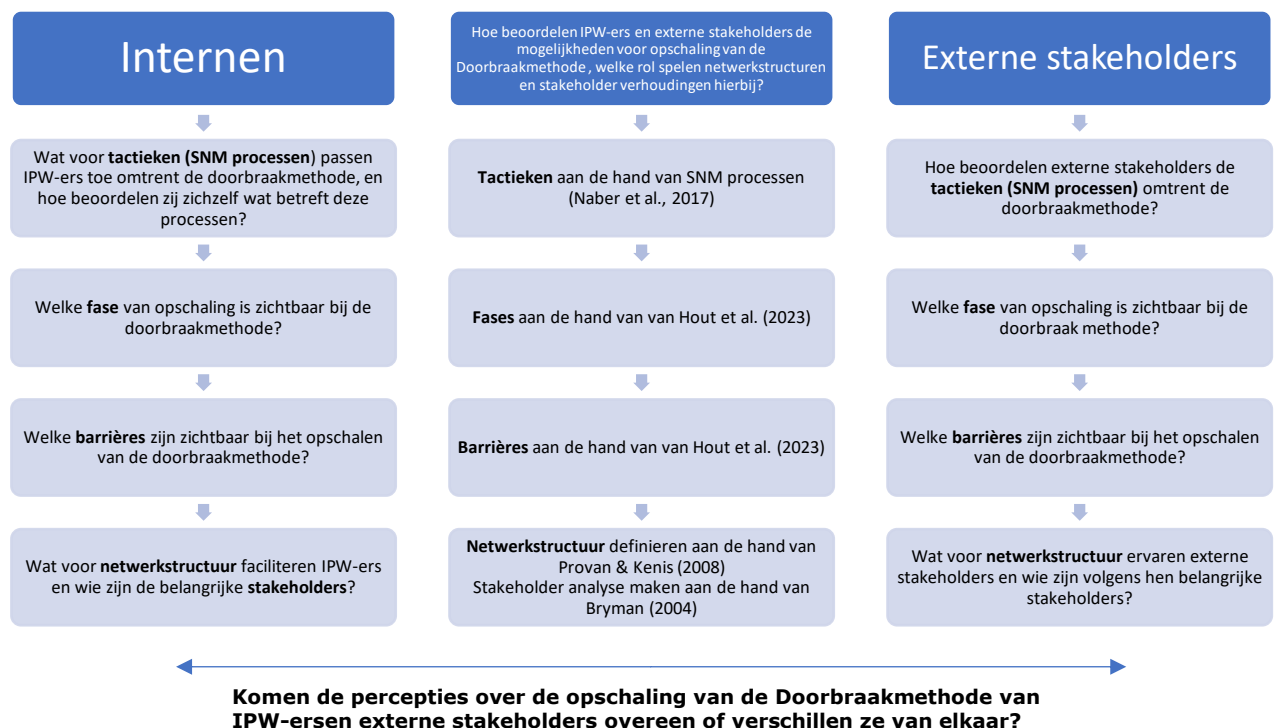 Internen
Wat voor tactieken (SNM processen) passen
IPW-ers toe omtrent de doorbraakmethode, en
hoe beoordelen zij zichzelf wat betreft deze
processen?
Welke fase van opschaling is zichtbaar bij de
doorbraakmethode?
Welke barrières zijn zichtbaar bij het opschalen
van de doorbraakmethode?
Wat voor netwerkstructuur faciliteren IPW-ers
en wie zijn de belangrijke stakeholders?
Hoe beoordelen IPW-ers en externe stakeholders de
mogelijkheden voor opschaling van de
Doorbraakmethode , welke rol spelen netwerkstructuren
en stakeholder verhoudingen hierbij?
Tactieken aan de hand van SNM processen
(Naber et al., 2017)
Fases aan de hand van van Hout et al. (2023)
Barrières aan de hand van van Hout et al. (2023)
Netwerkstructuur definieren aan de hand van
Provan & Kenis (2008)
Stakeholder analyse maken aan de hand van
Bryman (2004)
Externe stakeholders
Hoe beoordelen externe stakeholders de
tactieken (SNM processen) omtrent de
doorbraakmethode?
Welke fase van opschaling is zichtbaar bij de
doorbraak methode?
Welke barrières zijn zichtbaar bij het opschalen
van de doorbraakmethode?
Wat voor netwerkstructuur ervaren externe
stakeholders en wie zijn volgens hen belangrijke
stakeholders?
Komen de percepties over de opschaling van de Doorbraakmethode van
IPW-ersen externe stakeholders overeen of verschillen ze van elkaar?